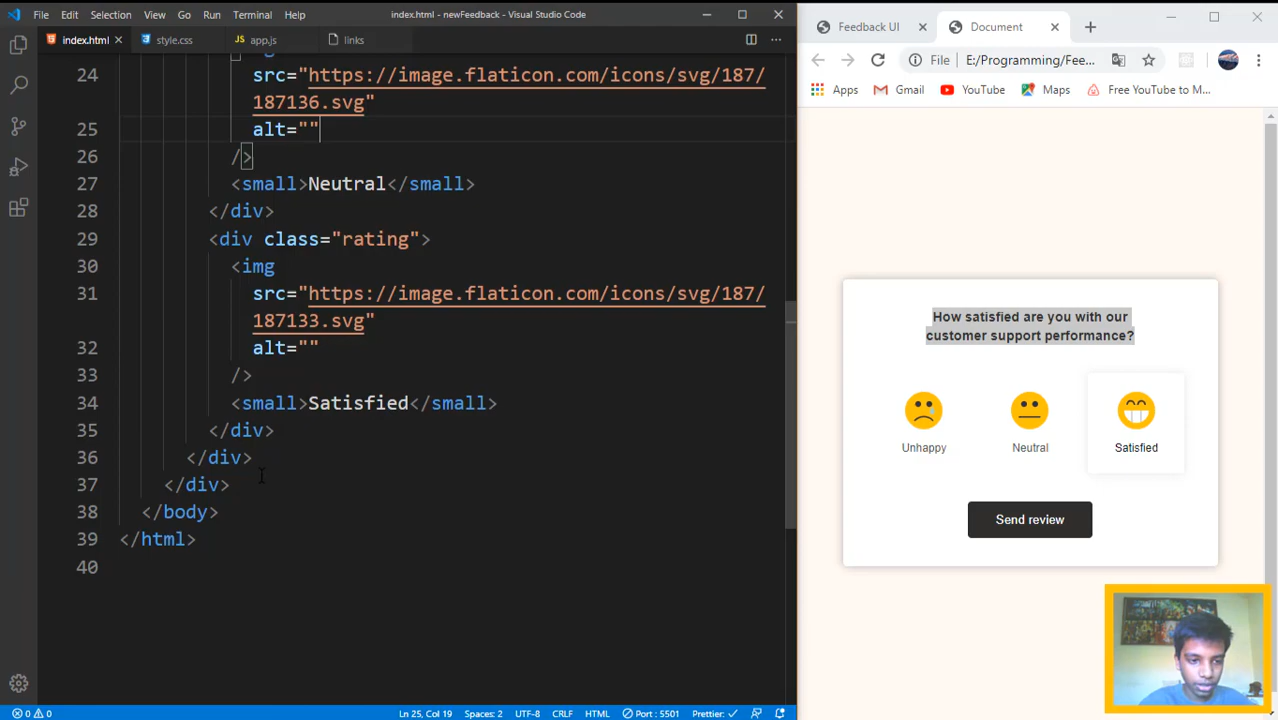 File Edit Selection View Go Run Terminal Help index.html - newFeedback - Visual Studio Code
index.html style.css app.js links
24 src="https://image.flaticon.com/icons/svg/187/
187136.svg"
25 alt=""
26 />
27 <small>Neutral</small>
28 </div>
29 <div class="rating">
30 <img
31 src="https://image.flaticon.com/icons/svg/187/
187133.svg"
32 alt=""
33 />
34 <small>Satisfied</small>
35 </div>
36 </div>
37 </div>
38 </body>
39 </html>
40
0 0 Ln 25, Col 19 Spaces: 2 UTF-8 CRLF HTML Port : 5501 Prettier:
Feedback UI Document
File E:/Programming/Fee...
Apps Gmail YouTube Maps Free YouTube to M...
How satisfied are you with our
customer support performance?
Unhappy Neutral Satisfied
Send review